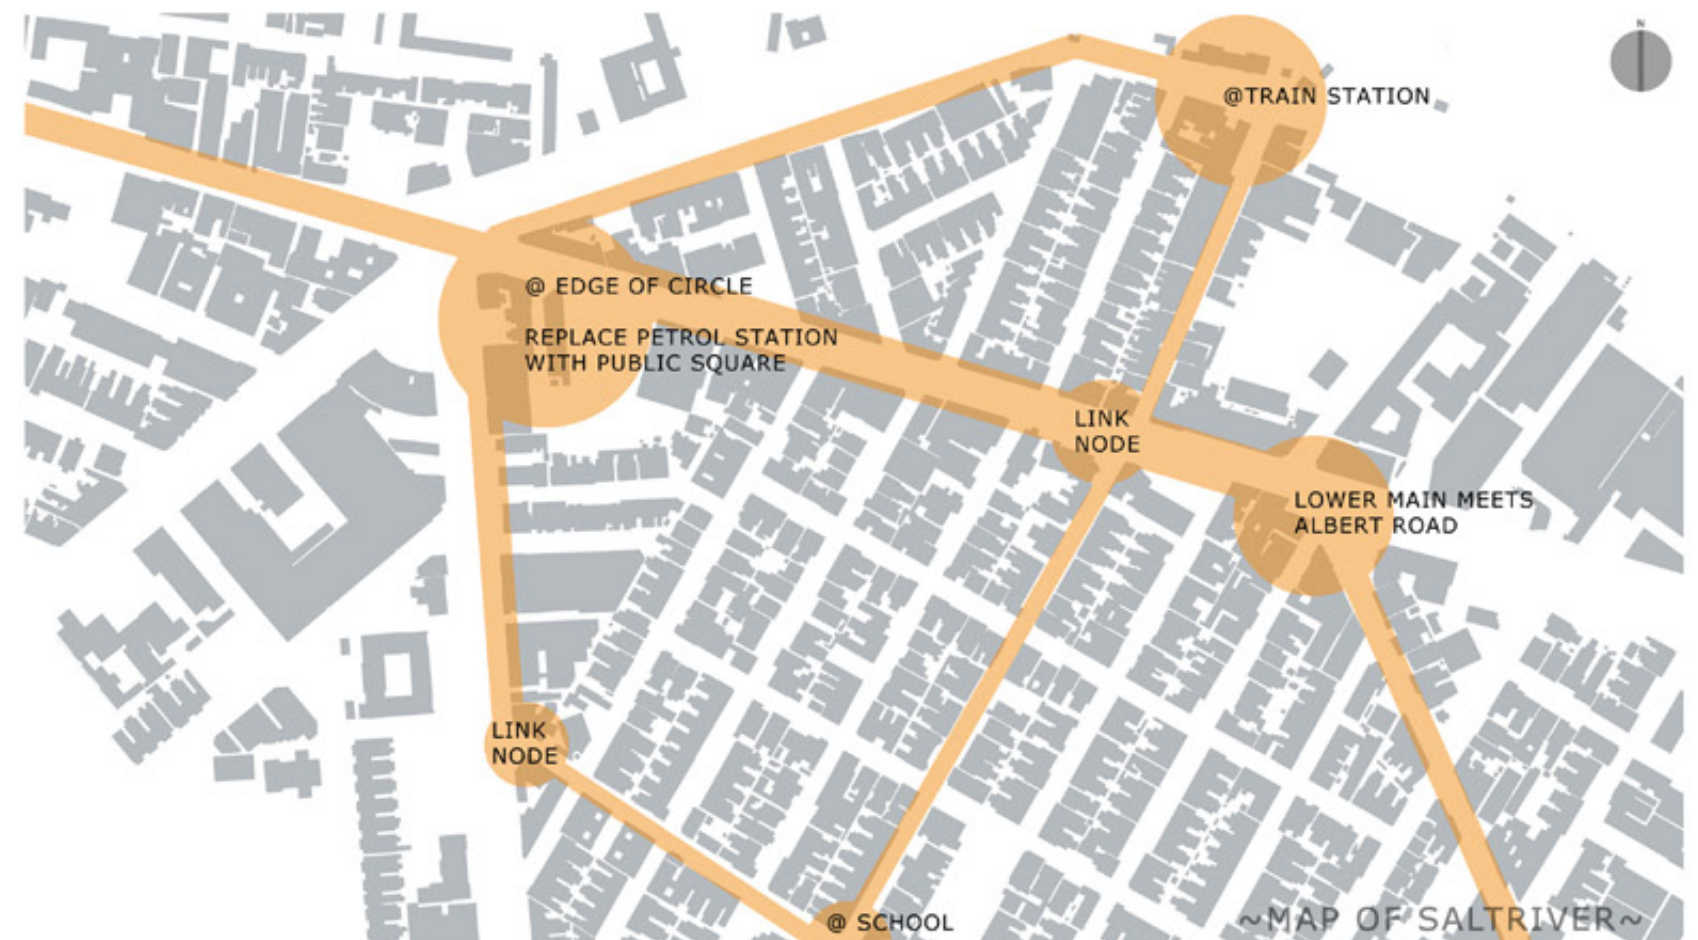 N
@TRAIN STATION
@ EDGE OF CIRCLE
REPLACE PETROL STATION
WITH PUBLIC SQUARE
LINK
NODE
LOWER MAIN MEETS
ALBERT ROAD
LINK
NODE
@ SCHOOL
~MAP OF SALTRIVER~